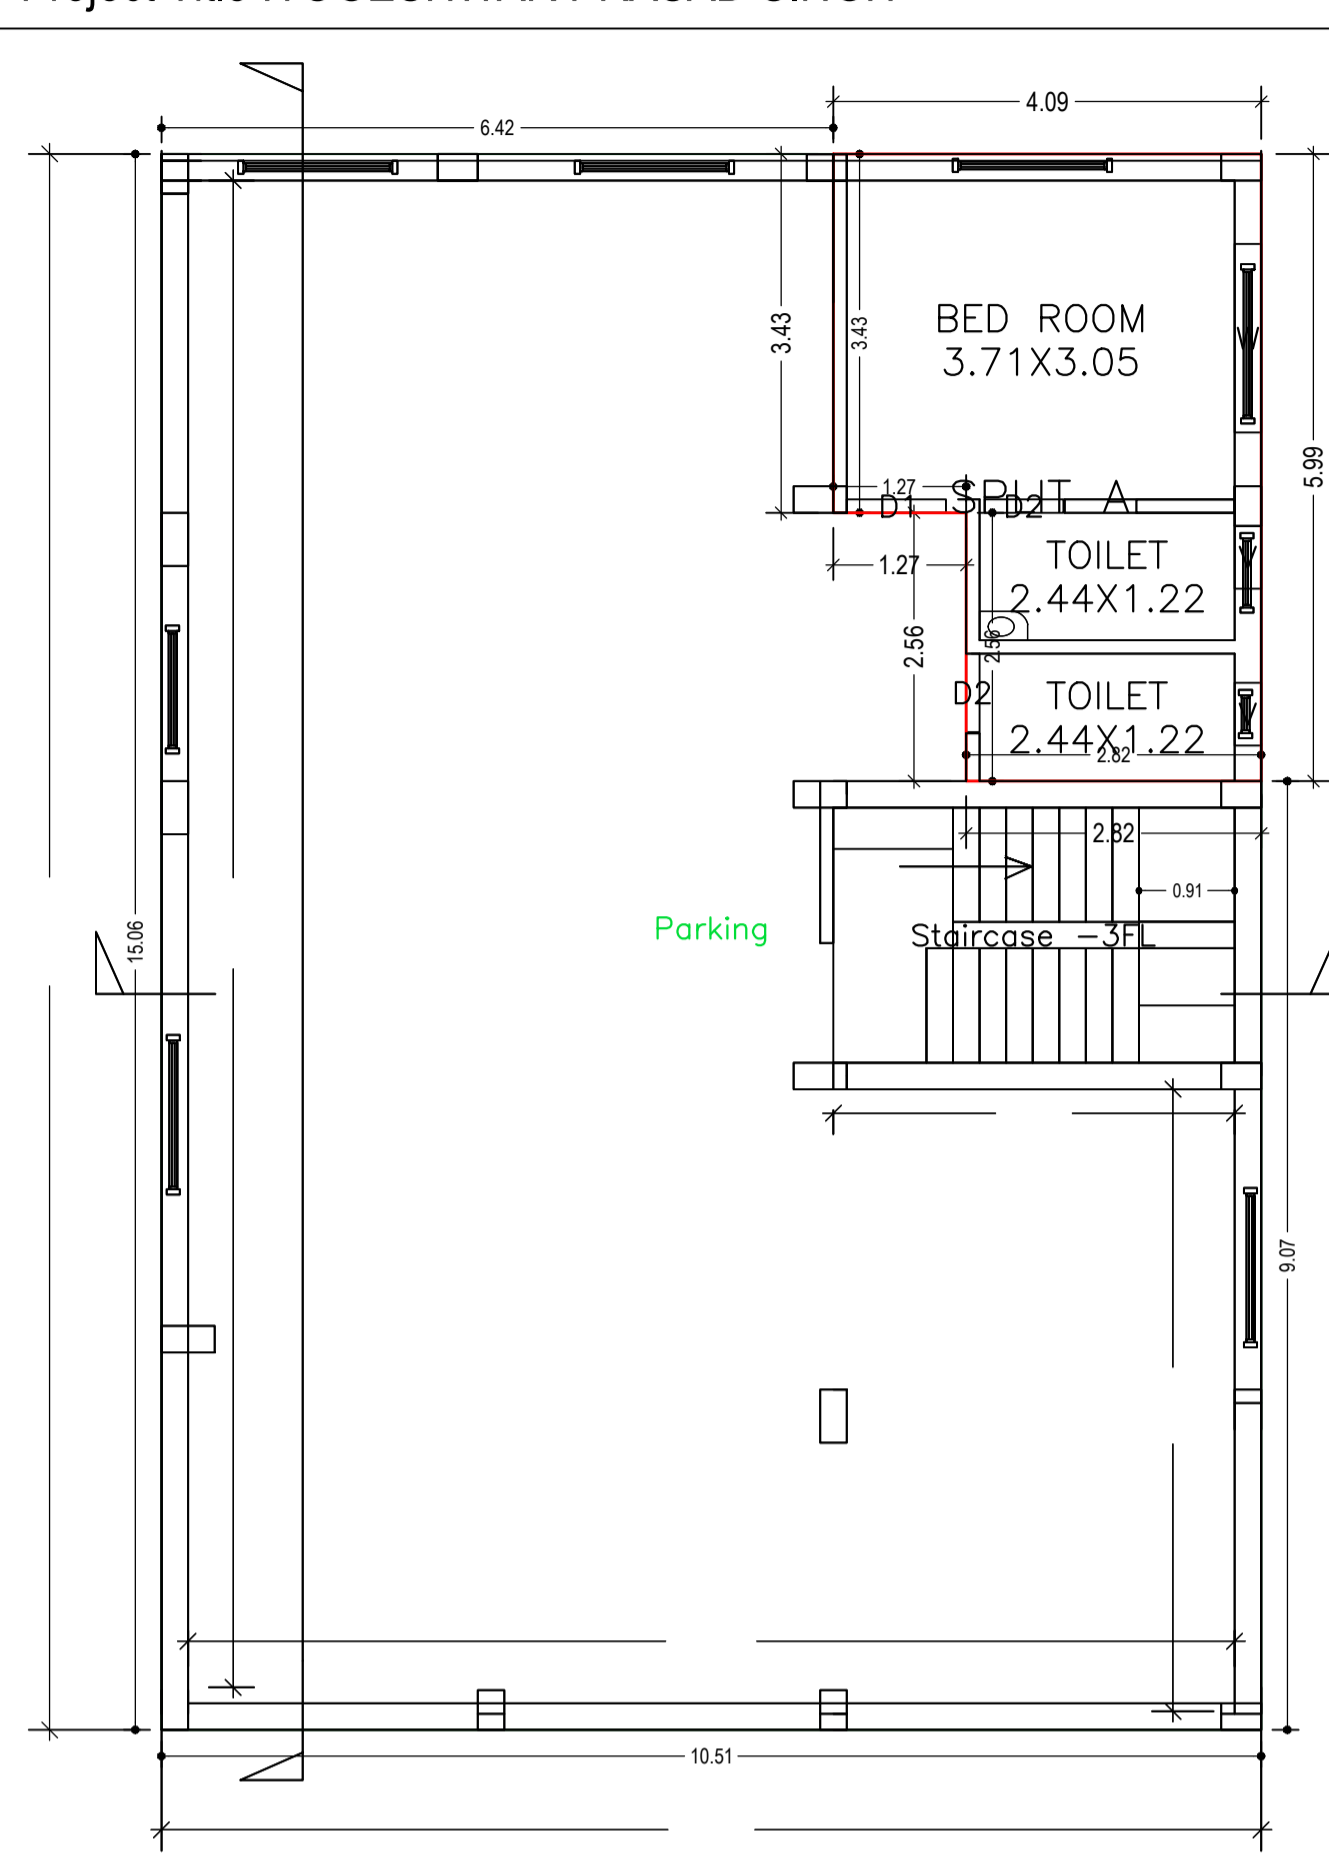 4.09
6.42
BED ROOM
3.71X3.05
3.43
3.43
5.99
1.27
SPLIT A
D1
D2
1.27
TOILET
2.44X1.22
2.56
2.56
D2
TOILET
2.44X1.22
2.82
2.82
0.91
Parking
Staircase -3FL
15.06
9.07
10.51